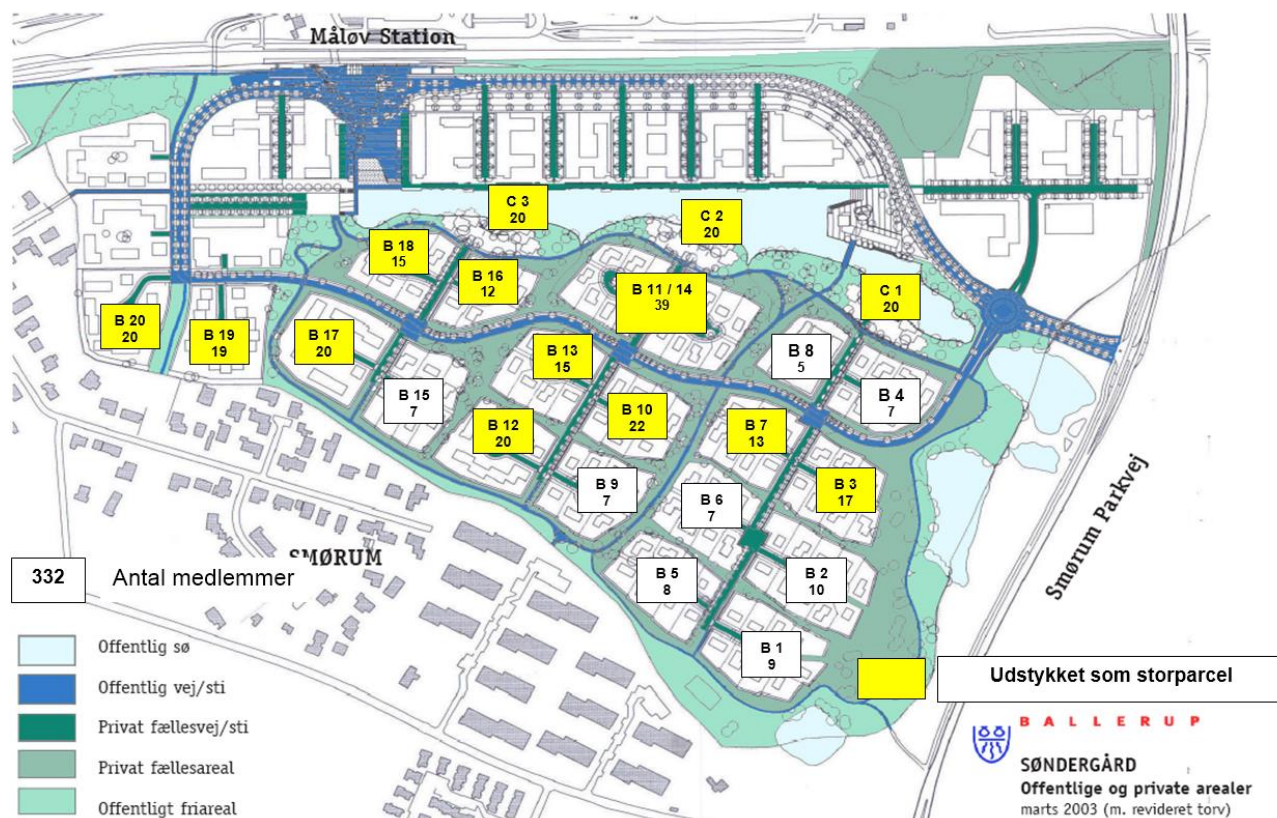 Måløv Station
C 3
20
C 2
20
B 18
15
B 16
12
B 11 / 14
39
C 1
20
B 20
20
B 19
19
B 17
20
B 13
15
B 8
5
B 15
7
B 4
7
B 10
22
B 7
13
B 12
20
B 9
7
B 3
17
B 6
7
B 5
8
B 2
10
B 1
9
Smørum Parkvej
SMØRUM
332
Antal medlemmer
Offentlig sø
Offentlig vej/sti
Privat fællesvej/sti
Privat fællesareal
Offentligt friareal
Udstykket som storparcel
BALLERUP
SØNDERGÅRD
Offentlige og private arealer
marts 2003 (m. revideret torv)